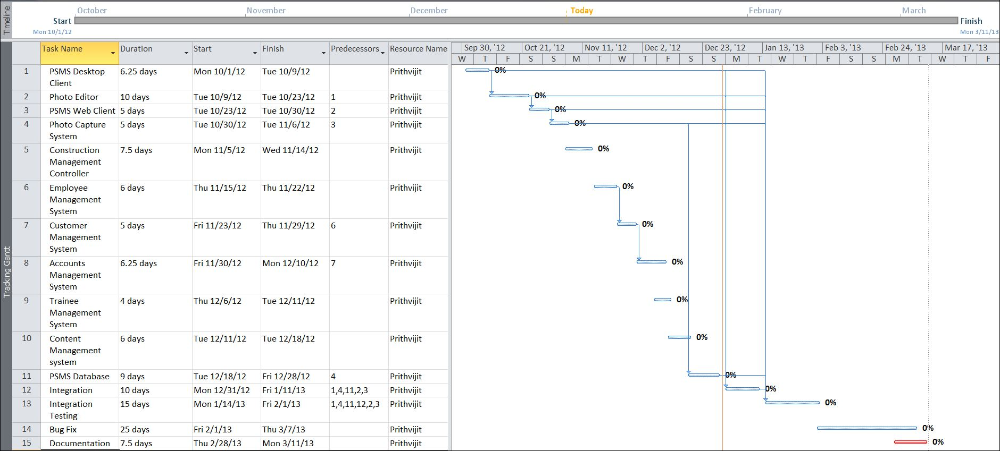 Timeline
October November December Today February March
Start
Mon 10/1/12
Finish
Mon 3/11/13
Tracking Gantt
Task Name Duration Start Finish Predecessors Resource Name
Sep 30, '12 Oct 21, '12 Nov 11, '12 Dec 2, '12 Dec 23, '12 Jan 13, '13 Feb 3, '13 Feb 24, '13 Mar 17, '13
W T F S S M T W T F S S M T W T F S S M T W T F
1 PSMS Desktop 6.25 days Mon 10/1/12 Tue 10/9/12 Prithvijit 0%
Client
2 Photo Editor 10 days Tue 10/9/12 Tue 10/23/12 1 Prithvijit 0%
3 PSMS Web Client 5 days Tue 10/23/12 Tue 10/30/12 2 Prithvijit 0%
4 Photo Capture 5 days Tue 10/30/12 Tue 11/6/12 3 Prithvijit 0%
System
5 Construction 7.5 days Mon 11/5/12 Wed 11/14/12 Prithvijit 0%
Management
Controller
6 Employee 6 days Thu 11/15/12 Thu 11/22/12 Prithvijit 0%
Management
System
7 Customer 5 days Fri 11/23/12 Thu 11/29/12 6 Prithvijit 0%
Management
System
8 Accounts 6.25 days Fri 11/30/12 Mon 12/10/12 7 Prithvijit 0%
Management
System
9 Trainee 4 days Thu 12/6/12 Tue 12/11/12 Prithvijit 0%
Management
System
10 Content 6 days Tue 12/11/12 Tue 12/18/12 Prithvijit 0%
Management
system
11 PSMS Database 9 days Tue 12/18/12 Fri 12/28/12 4 Prithvijit 0%
12 Integration 10 days Mon 12/31/12 Fri 1/11/13 1,4,11,2,3 Prithvijit 0%
13 Integration 15 days Mon 1/14/13 Fri 2/1/13 1,4,11,12,2,3 Prithvijit 0%
Testing
14 Bug Fix 25 days Fri 2/1/13 Thu 3/7/13 Prithvijit 0%
15 Documentation 7.5 days Thu 2/28/13 Mon 3/11/13 Prithvijit 0%